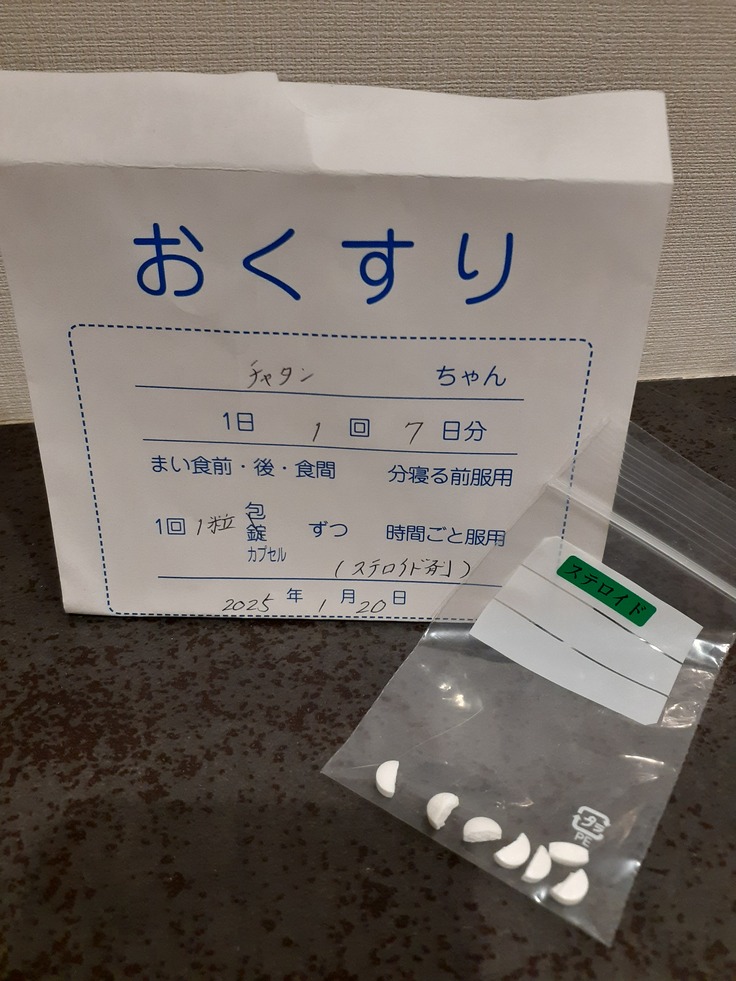 おくすり
チャタン ちゃん
1日 1 回 7 日分
まい食前・後・食間 分寝る前服用
包
1回 1粒 錠 ずつ 時間ごと服用
カプセル
(ステロイド剤)
2025 年 1 月 20 日
ステロイド
プラ
PE